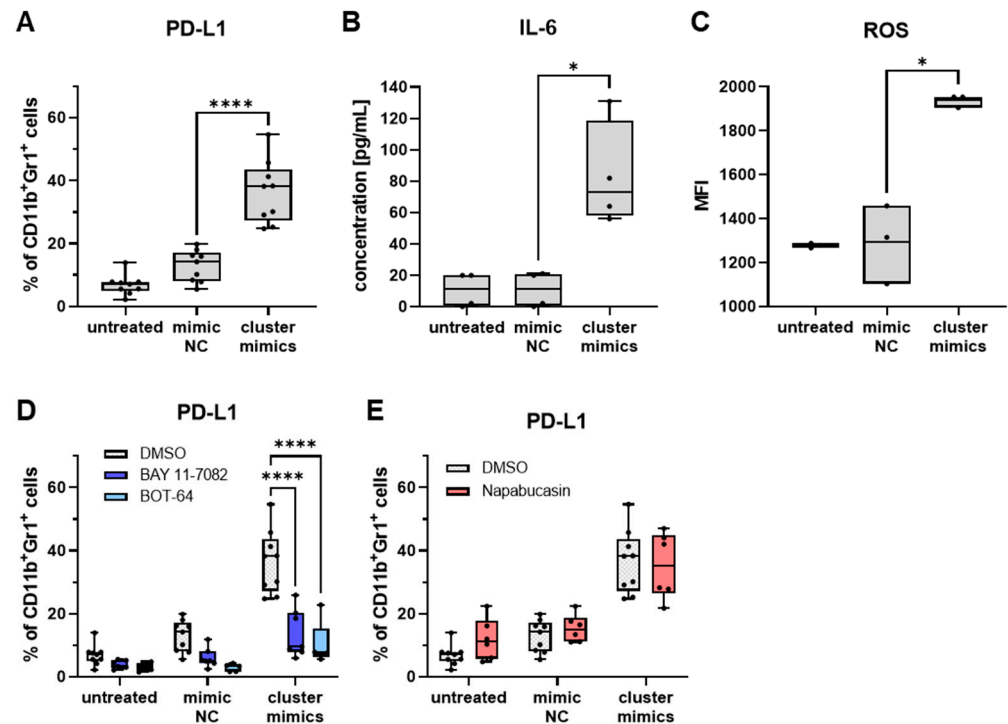 A
PD-L1
% of CD11b⁺Gr1⁺ cells
60
40
20
0
****
untreated
mimic NC
cluster mimics
B
IL-6
concentration [pg/mL]
140
120
100
80
60
40
20
0
*
untreated
mimic NC
cluster mimics
C
ROS
MFI
2000
1800
1600
1400
1200
1000
*
untreated
mimic NC
cluster mimics
D
PD-L1
DMSO
BAY 11-7082
BOT-64
% of CD11b⁺Gr1⁺ cells
60
40
20
0
****
****
untreated
mimic NC
cluster mimics
E
PD-L1
DMSO
Napabucasin
% of CD11b⁺Gr1⁺ cells
60
40
20
0
untreated
mimic NC
cluster mimics